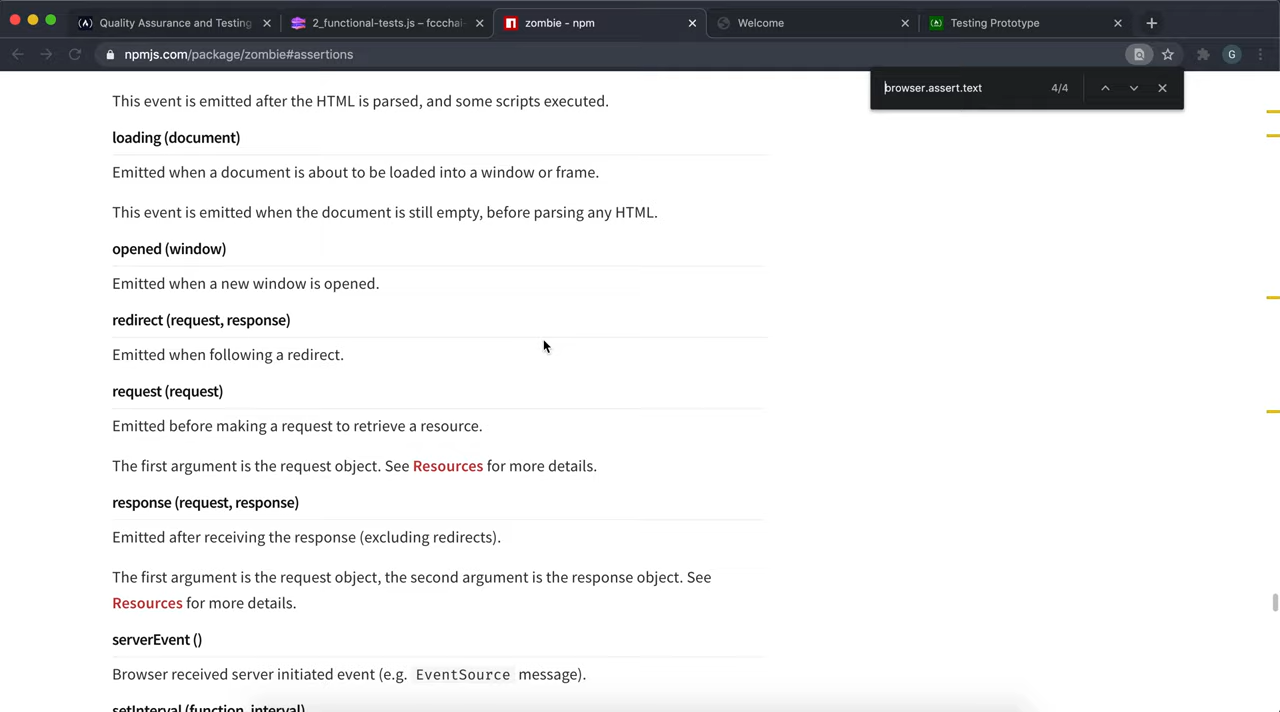 Quality Assurance and Testing
2_functional-tests.js – fccchai-
zombie - npm
Welcome
Testing Prototype
npmjs.com/package/zombie#assertions
G
browser.assert.text
4/4
This event is emitted after the HTML is parsed, and some scripts executed.
loading (document)
Emitted when a document is about to be loaded into a window or frame.
This event is emitted when the document is still empty, before parsing any HTML.
opened (window)
Emitted when a new window is opened.
redirect (request, response)
Emitted when following a redirect.
request (request)
Emitted before making a request to retrieve a resource.
The first argument is the request object. See Resources for more details.
response (request, response)
Emitted after receiving the response (excluding redirects).
The first argument is the request object, the second argument is the response object. See
Resources for more details.
serverEvent ()
Browser received server initiated event (e.g. EventSource message).
setInterval (function, interval)